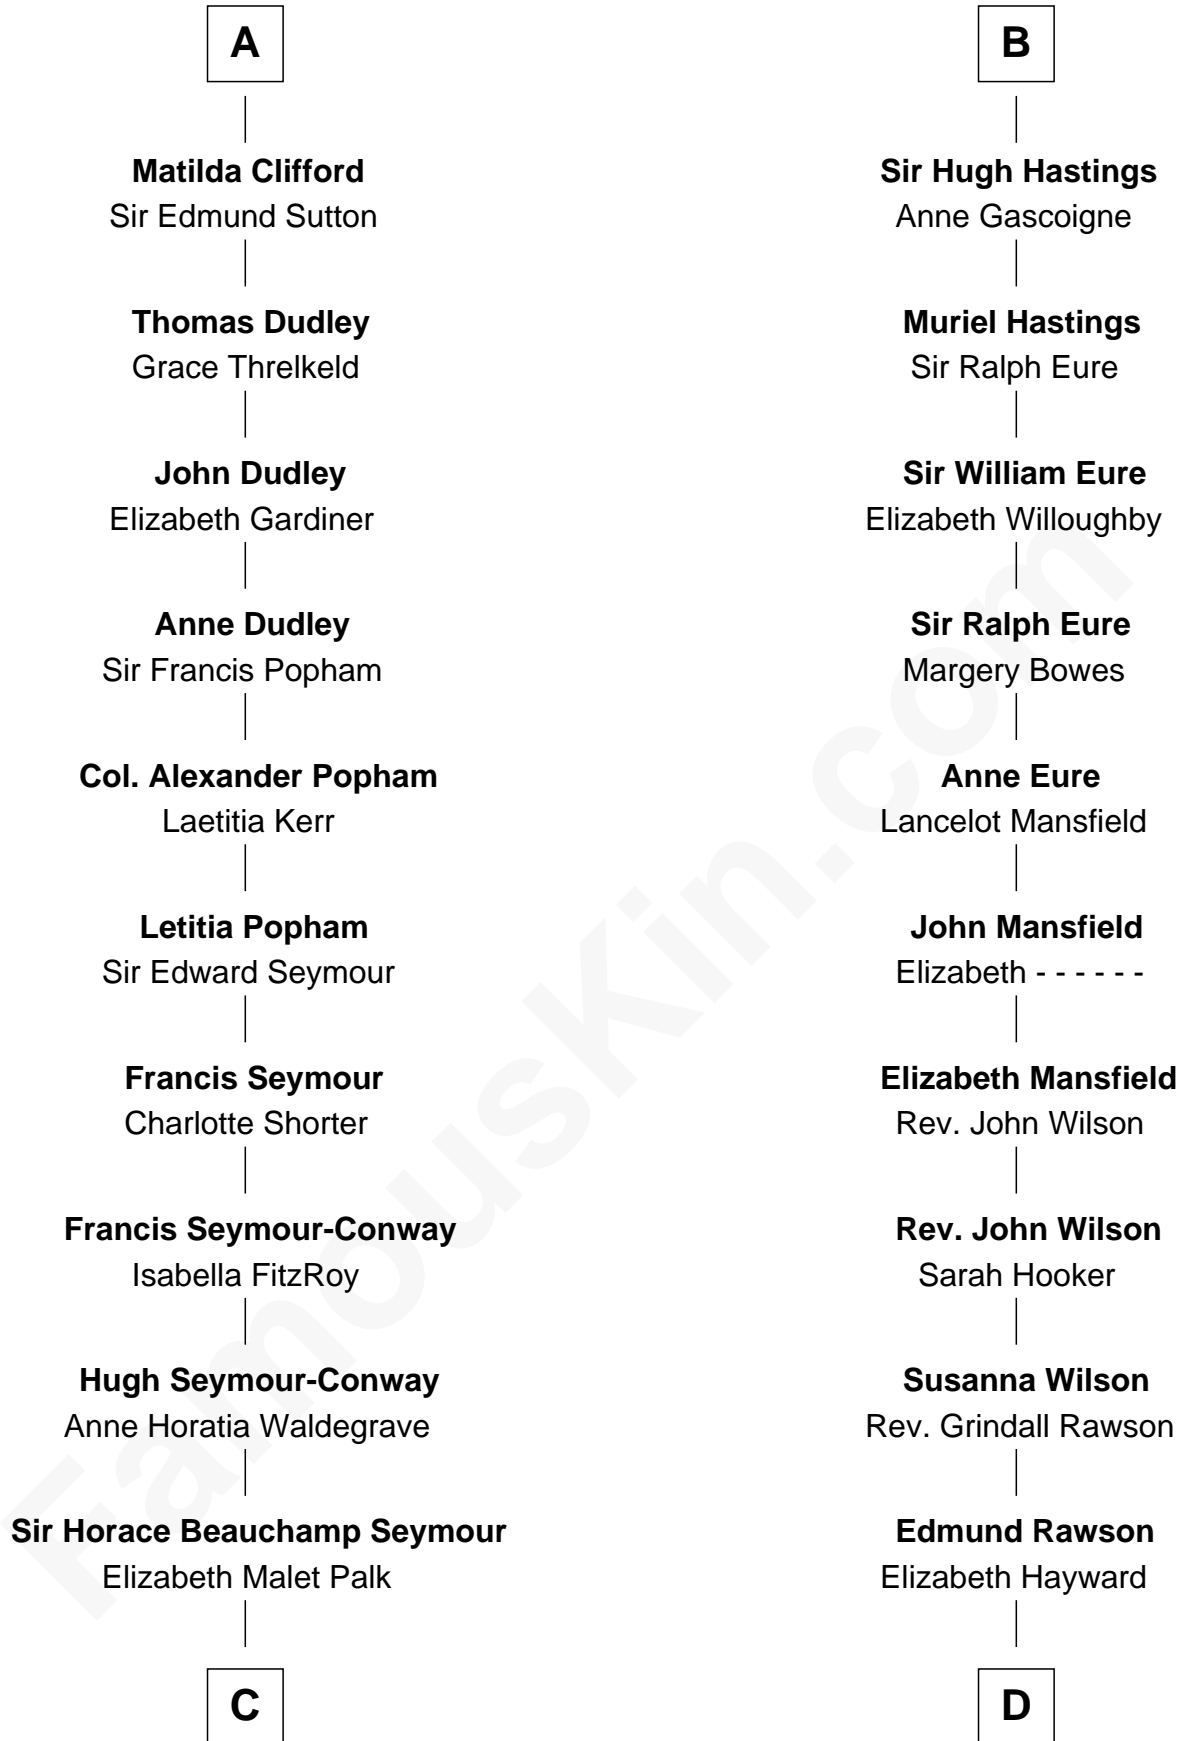 A
Matilda Clifford
Sir Edmund Sutton
Thomas Dudley
Grace Threlkeld
John Dudley
Elizabeth Gardiner
Anne Dudley
Sir Francis Popham
Col. Alexander Popham
Laetitia Kerr
Letitia Popham
Sir Edward Seymour
Francis Seymour
Charlotte Shorter
Francis Seymour-Conway
Isabella FitzRoy
Hugh Seymour-Conway
Anne Horatia Waldegrave
Sir Horace Beauchamp Seymour
Elizabeth Malet Palk
C
B
Sir Hugh Hastings
Anne Gascoigne
Muriel Hastings
Sir Ralph Eure
Sir William Eure
Elizabeth Willoughby
Sir Ralph Eure
Margery Bowes
Anne Eure
Lancelot Mansfield
John Mansfield
Elizabeth - - - - - -
Elizabeth Mansfield
Rev. John Wilson
Rev. John Wilson
Sarah Hooker
Susanna Wilson
Rev. Grindall Rawson
Edmund Rawson
Elizabeth Hayward
D
FamousKin.com